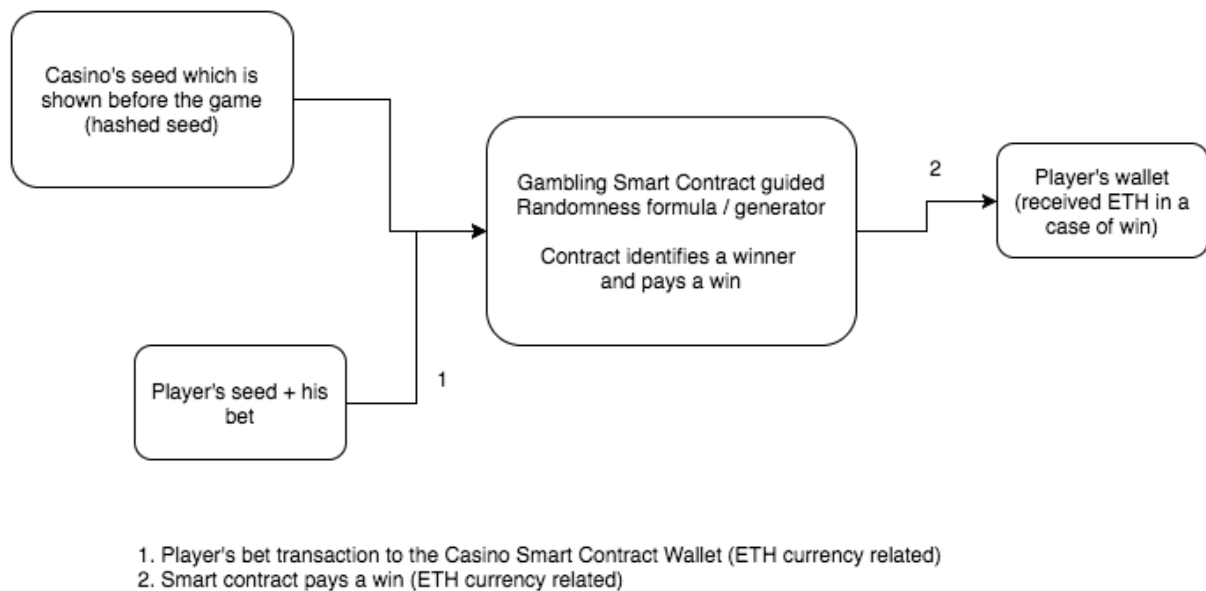 Casino's seed which is
shown before the game
(hashed seed)
Gambling Smart Contract guided
Randomness formula / generator
Contract identifies a winner
and pays a win
2
Player's wallet
(received ETH in a
case of win)
Player's seed + his
bet
1
1. Player's bet transaction to the Casino Smart Contract Wallet (ETH currency related)
2. Smart contract pays a win (ETH currency related)